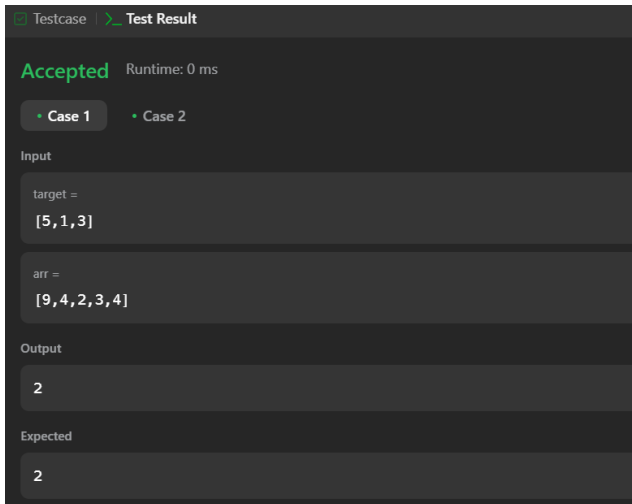 Testcase
Test Result
Accepted Runtime: 0 ms
• Case 1 • Case 2
Input
target =
[5,1,3]
arr =
[9,4,2,3,4]
Output
2
Expected
2